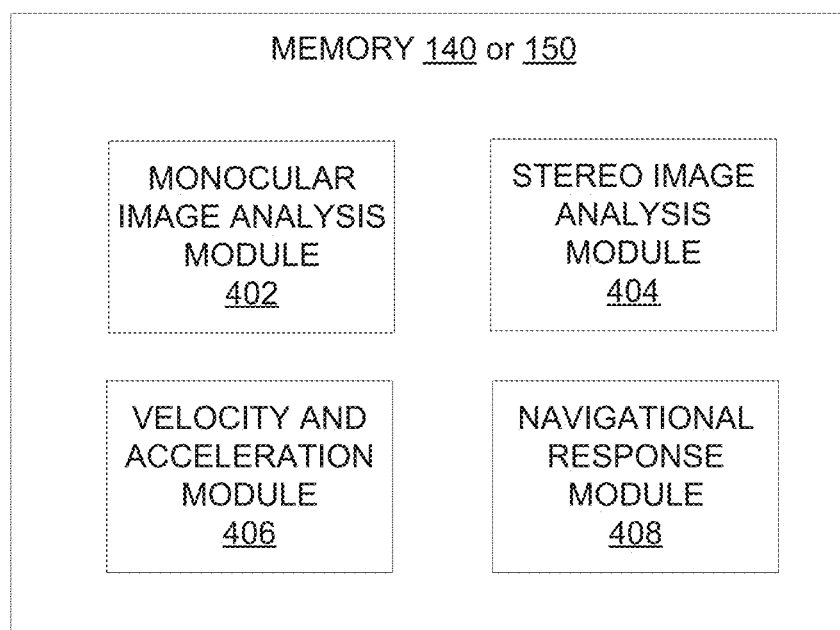 MEMORY 140 or 150
MONOCULAR
IMAGE ANALYSIS
MODULE
402
STEREO IMAGE
ANALYSIS
MODULE
404
VELOCITY AND
ACCELERATION
MODULE
406
NAVIGATIONAL
RESPONSE
MODULE
408